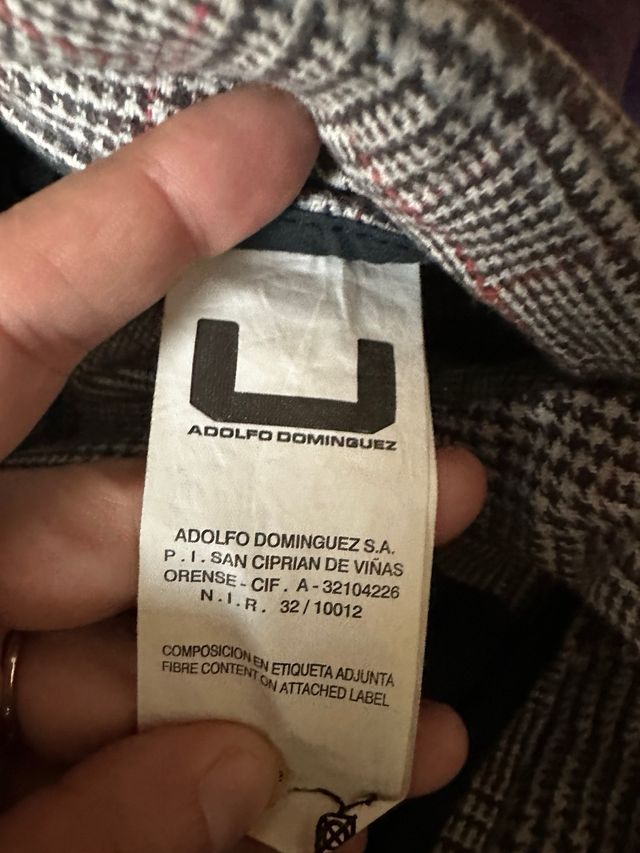 ADOLFO DOMINGUEZ
ADOLFO DOMINGUEZ S.A.
P.I. SAN CIPRIAN DE VIÑAS
ORENSE - CIF. A-32104226
N.I.R. 32/10012
COMPOSICION EN ETIQUETA ADJUNTA
FIBRE CONTENT ON ATTACHED LABEL